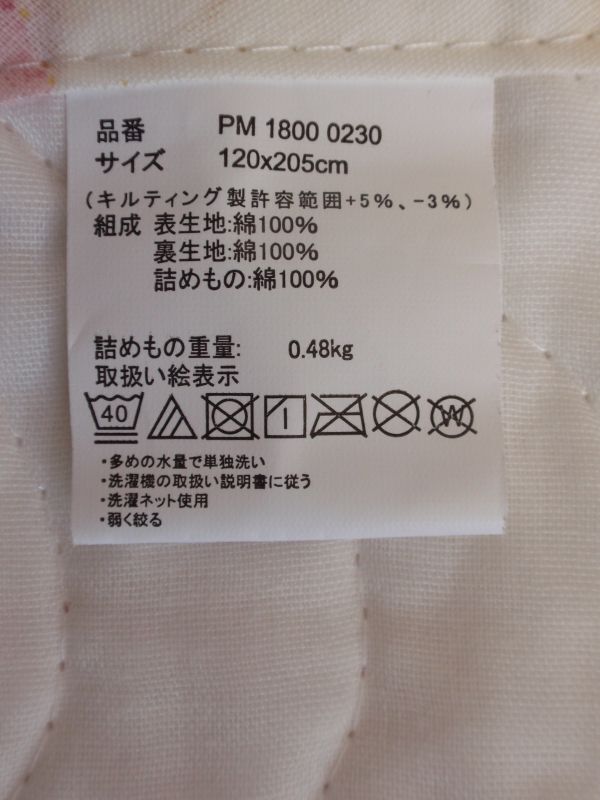 品番 PM 1800 0230
サイズ 120x205cm
(キルティング製許容範囲+5%、-3%)
組成 表生地:綿100%
裏生地:綿100%
詰めもの:綿100%
詰めもの重量: 0.48kg
取扱い絵表示
40 W
・多めの水量で単独洗い
・洗濯機の取扱い説明書に従う
・洗濯ネット使用
・弱く絞る